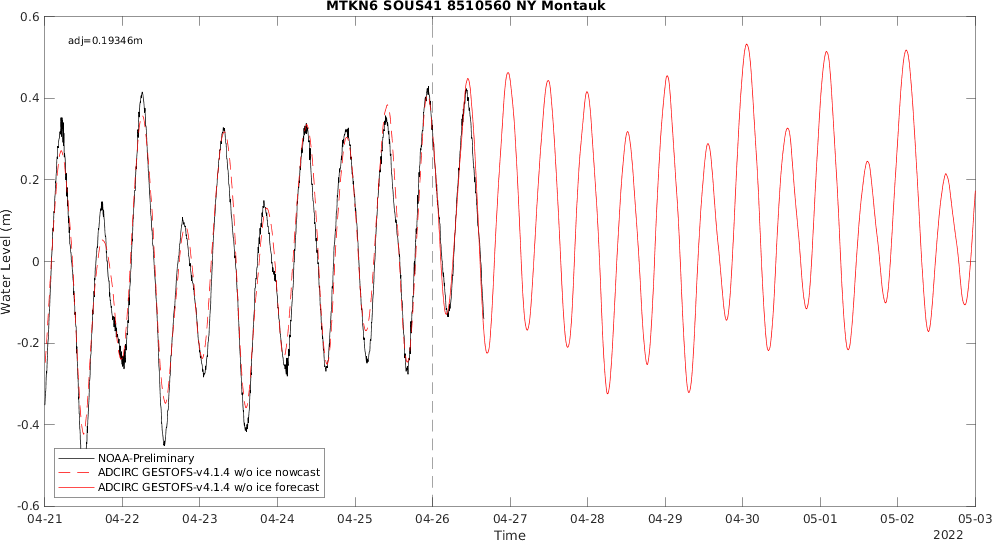 MTKN6 SOUS41 8510560 NY Montauk
adj=0.19346m
0.6
0.4
0.2
0
-0.2
-0.4
-0.6
Water Level (m)
NOAA-Preliminary
ADCIRC GESTOFS-v4.1.4 w/o ice nowcast
ADCIRC GESTOFS-v4.1.4 w/o ice forecast
04-21 04-22 04-23 04-24 04-25 04-26 04-27 04-28 04-29 04-30 05-01 05-02 05-03
Time
2022